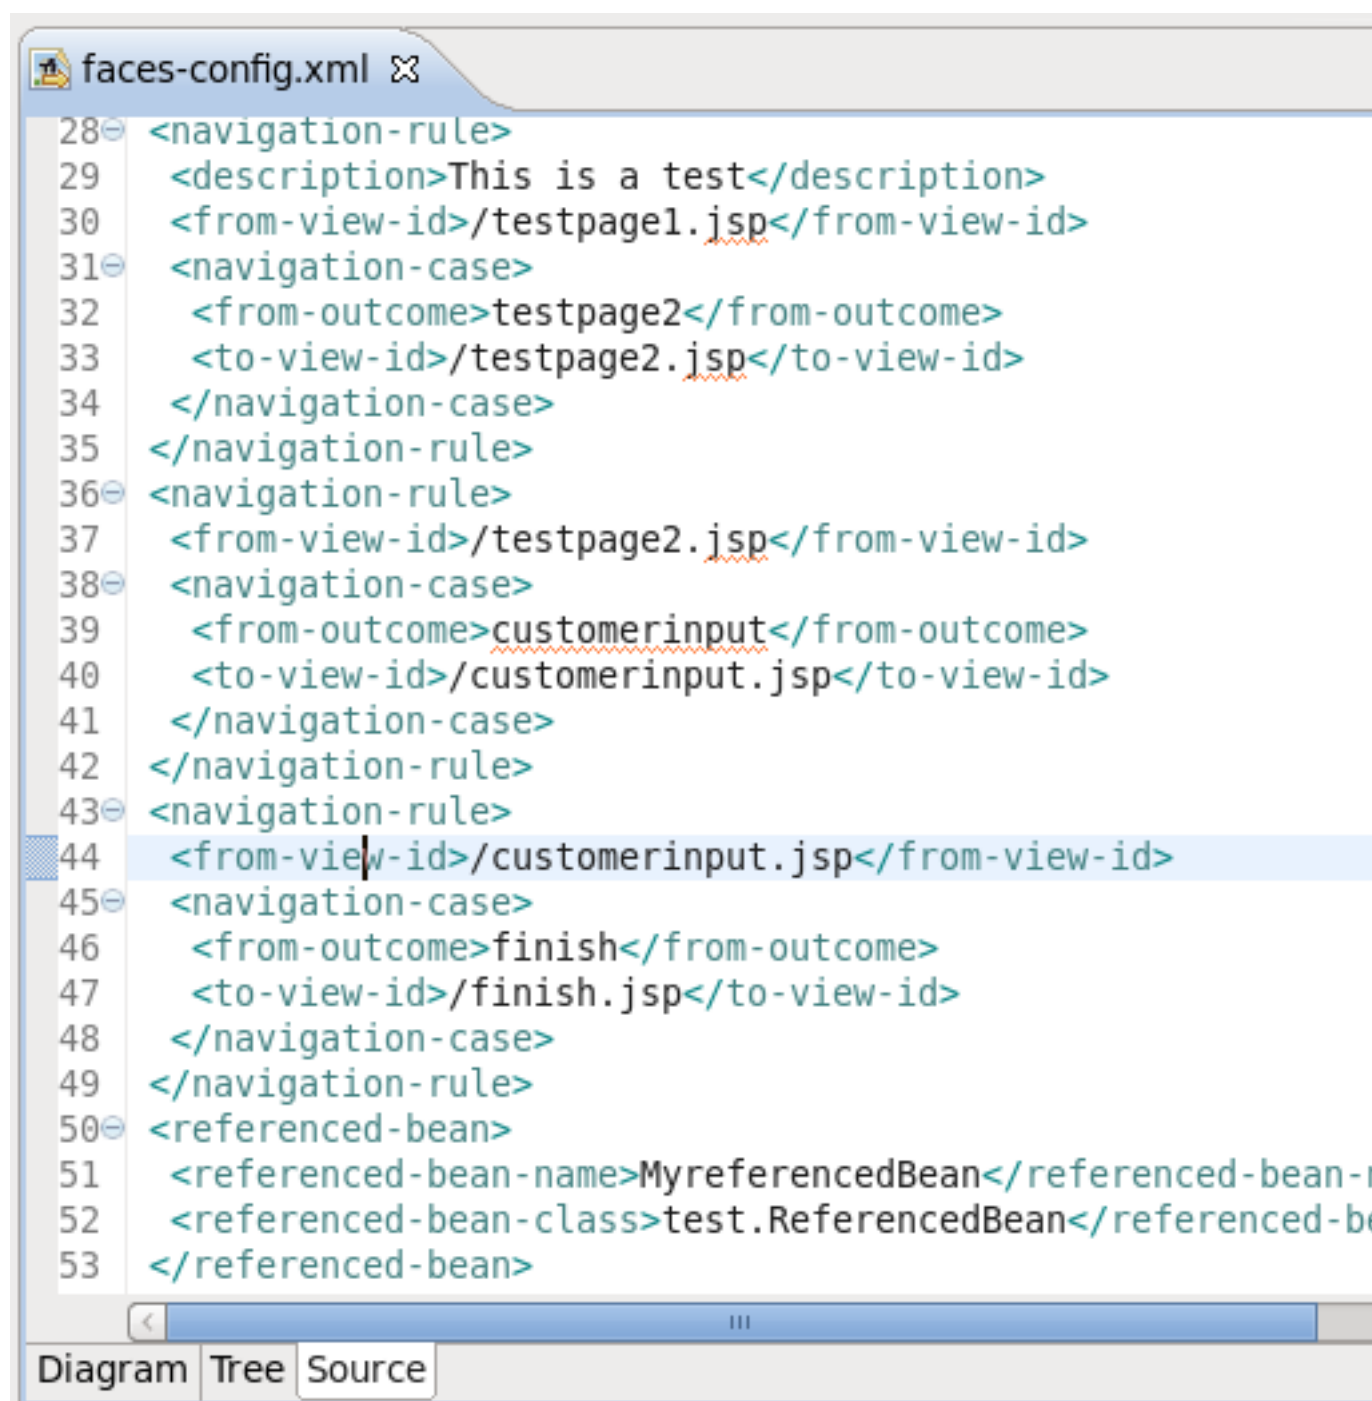 faces-config.xml
28 <navigation-rule>
29 <description>This is a test</description>
30 <from-view-id>/testpage1.jsp</from-view-id>
31 <navigation-case>
32 <from-outcome>testpage2</from-outcome>
33 <to-view-id>/testpage2.jsp</to-view-id>
34 </navigation-case>
35 </navigation-rule>
36 <navigation-rule>
37 <from-view-id>/testpage2.jsp</from-view-id>
38 <navigation-case>
39 <from-outcome>customerinput</from-outcome>
40 <to-view-id>/customerinput.jsp</to-view-id>
41 </navigation-case>
42 </navigation-rule>
43 <navigation-rule>
44 <from-view-id>/customerinput.jsp</from-view-id>
45 <navigation-case>
46 <from-outcome>finish</from-outcome>
47 <to-view-id>/finish.jsp</to-view-id>
48 </navigation-case>
49 </navigation-rule>
50 <referenced-bean>
51 <referenced-bean-name>MyreferencedBean</referenced-bean-
52 <referenced-bean-class>test.ReferencedBean</referenced-be
53 </referenced-bean>
Diagram Tree Source